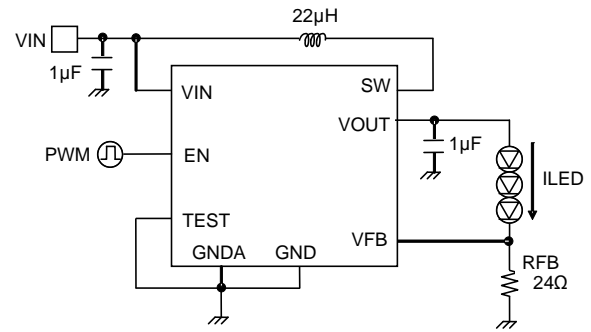 22µH
VIN
1µF
VIN
SW
VOUT
1µF
PWM
EN
ILED
TEST
VFB
GNDA
GND
RFB
24Ω